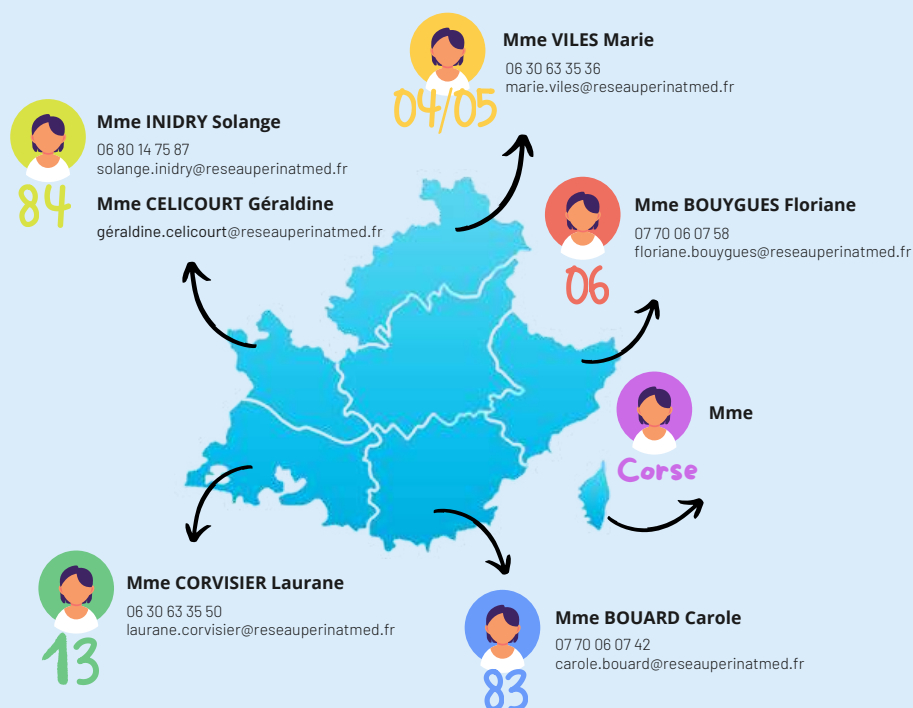 Mme VILES Marie
06 30 63 35 36
marie.viles@reseauperinatmed.fr
04/05
Mme INIDRY Solange
06 80 14 75 87
solange.inidry@reseauperinatmed.fr
84
Mme CELICOURT Géraldine
géraldine.celicourt@reseauperinatmed.fr
Mme BOUYGUES Floriane
07 70 06 07 58
floriane.bouygues@reseauperinatmed.fr
06
Mme
Corse
Mme CORVISIER Laurane
06 30 63 35 50
laurane.corvisier@reseauperinatmed.fr
13
Mme BOUARD Carole
07 70 06 07 42
carole.bouard@reseauperinatmed.fr
83